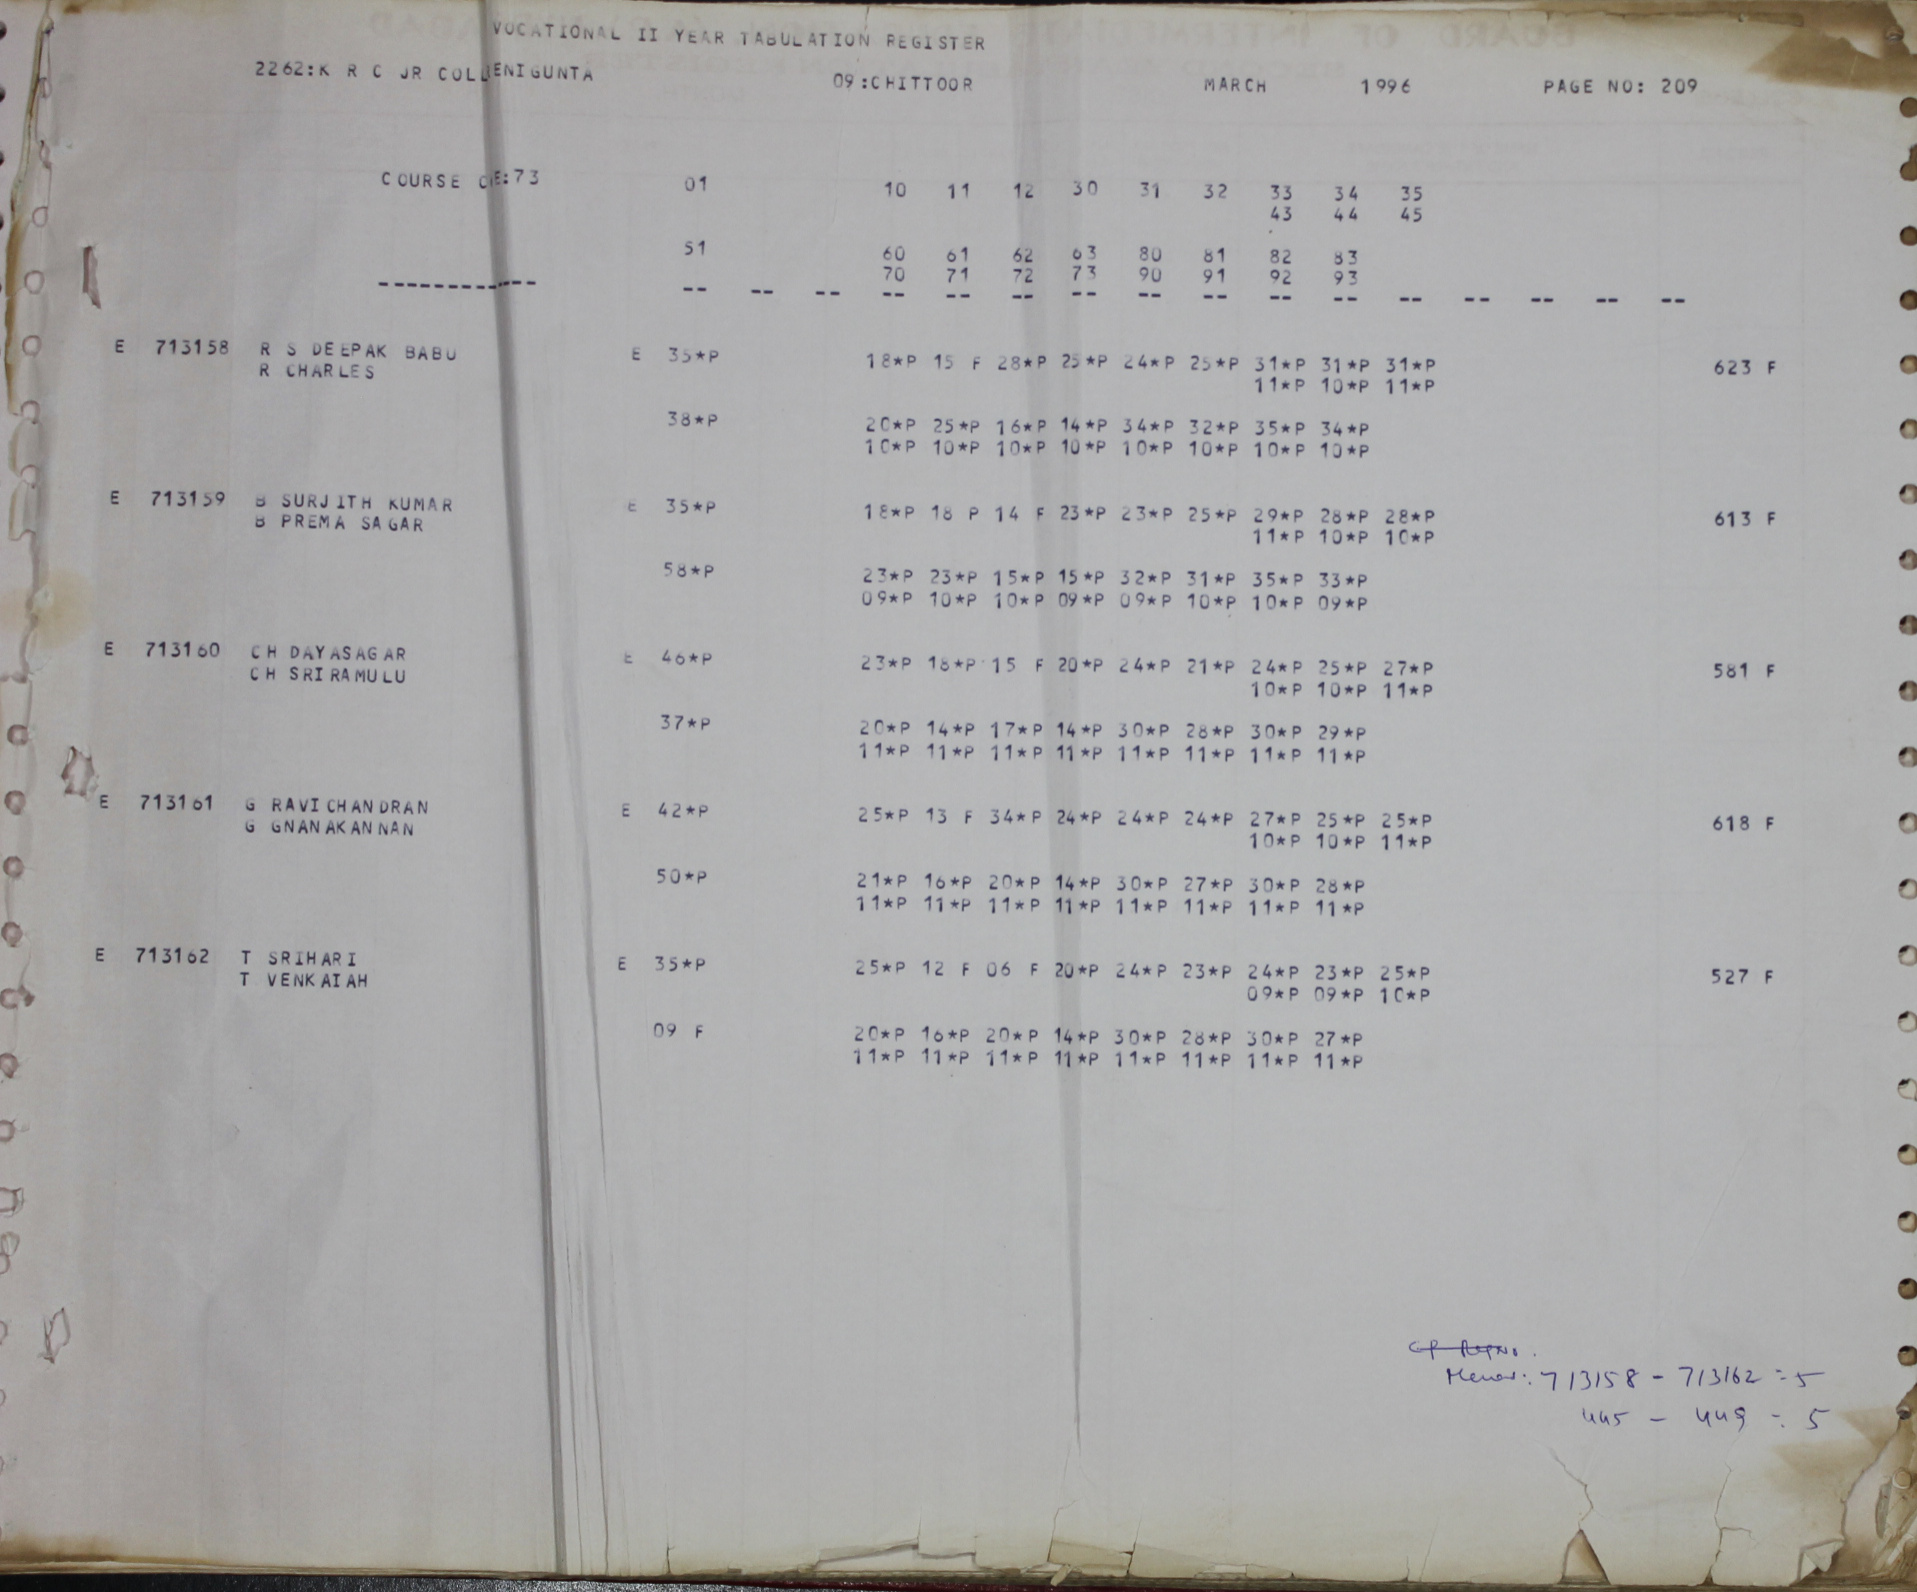 VOCATIONAL II YEAR TABULATION REGISTER
2262:K R C JR COLLENIGUNTA 09:CHITTOOR MARCH 1996 PAGE NO: 209
COURSE CE:73 01 10 11 12 30 31 32 33 34 35
43 44 45
51 60 61 62 63 80 81 82 83
70 71 72 73 90 91 92 93
------------ -- -- -- -- -- -- -- -- -- -- -- -- -- -- -- --
E 713158 R S DEEPAK BABU E 35*P 18*P 15 F 28*P 25*P 24*P 25*P 31*P 31*P 31*P 623 F
R CHARLES 11*P 10*P 11*P
38*P 20*P 25*P 16*P 14*P 34*P 32*P 35*P 34*P
10*P 10*P 10*P 10*P 10*P 10*P 10*P 10*P
E 713159 B SURJITH KUMAR E 35*P 18*P 18 P 14 F 23*P 23*P 25*P 29*P 28*P 28*P 613 F
B PREMA SAGAR 11*P 10*P 10*P
58*P 23*P 23*P 15*P 15*P 32*P 31*P 35*P 33*P
09*P 10*P 10*P 09*P 09*P 10*P 10*P 09*P
E 713160 CH DAYASAGAR E 46*P 23*P 18*P 15 F 20*P 24*P 21*P 24*P 25*P 27*P 581 F
CH SRIRAMULU 10*P 10*P 11*P
37*P 20*P 14*P 17*P 14*P 30*P 28*P 30*P 29*P
11*P 11*P 11*P 11*P 11*P 11*P 11*P 11*P
E 713161 G RAVICHANDRAN E 42*P 25*P 13 F 34*P 24*P 24*P 24*P 27*P 25*P 25*P 618 F
G GNANAKANNAN 10*P 10*P 11*P
50*P 21*P 16*P 20*P 14*P 30*P 27*P 30*P 28*P
11*P 11*P 11*P 11*P 11*P 11*P 11*P 11*P
E 713162 T SRIHARI E 35*P 25*P 12 F 06 F 20*P 24*P 23*P 24*P 23*P 25*P 527 F
T VENKAIAH 09*P 09*P 10*P
09 F 20*P 16*P 20*P 14*P 30*P 28*P 30*P 27*P
11*P 11*P 11*P 11*P 11*P 11*P 11*P 11*P
713158 - 713162 = 5
445 - 449 = 5